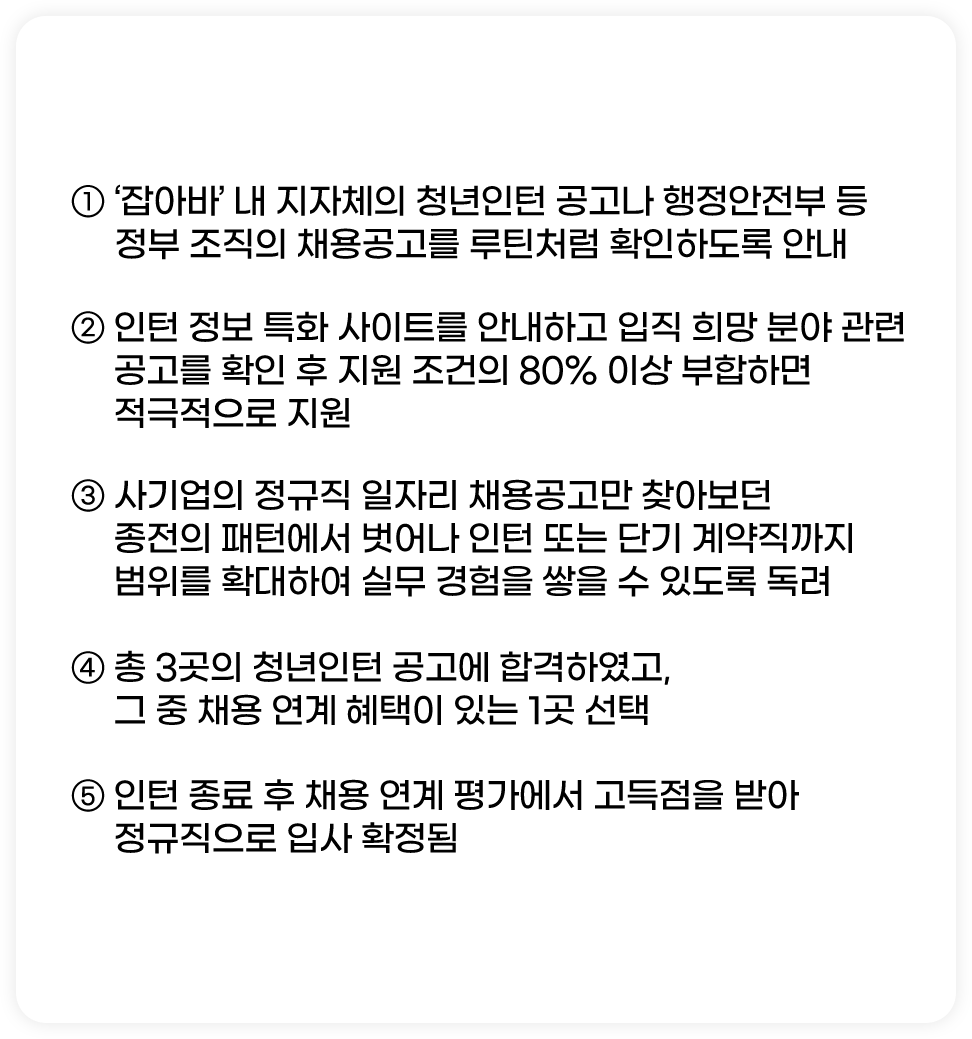 ① ‘잡아바’ 내 지자체의 청년인턴 공고나 행정안전부 등
정부 조직의 채용공고를 루틴처럼 확인하도록 안내
② 인턴 정보 특화 사이트를 안내하고 입직 희망 분야 관련
공고를 확인 후 지원 조건의 80% 이상 부합하면
적극적으로 지원
③ 사기업의 정규직 일자리 채용공고만 찾아보던
종전의 패턴에서 벗어나 인턴 또는 단기 계약직까지
범위를 확대하여 실무 경험을 쌓을 수 있도록 독려
④ 총 3곳의 청년인턴 공고에 합격하였고,
그 중 채용 연계 혜택이 있는 1곳 선택
⑤ 인턴 종료 후 채용 연계 평가에서 고득점을 받아
정규직으로 입사 확정됨